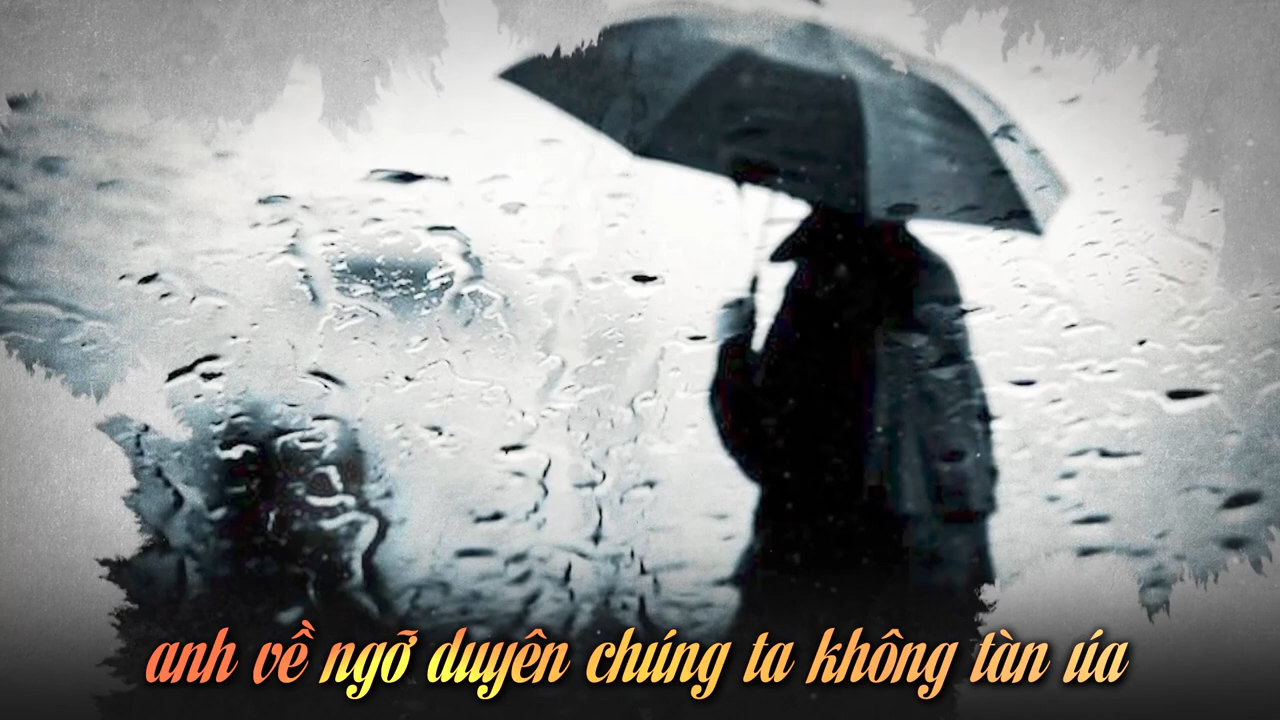 anh về ngỡ duyên chúng ta không tàn úa